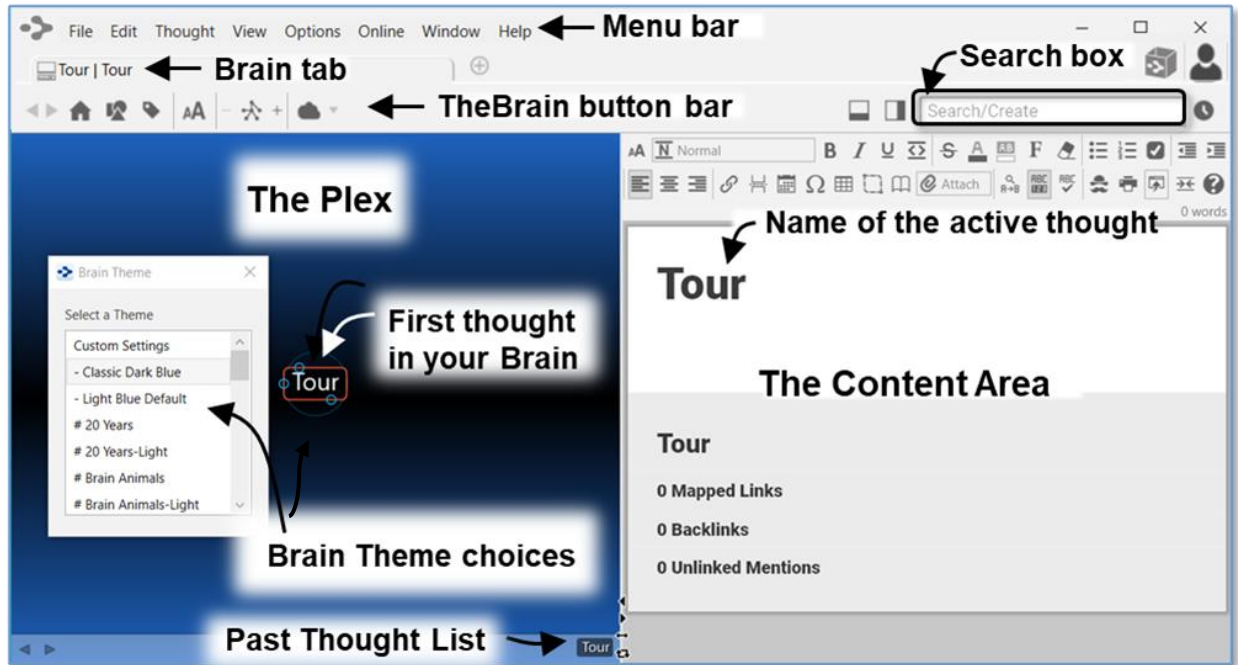 File Edit Thought View Options Online Window Help
Menu bar
Tour | Tour
Brain tab
Search box
AA
TheBrain button bar
Search/Create
The Plex
AA N Normal B I U S A AB F
Ω Attach A→B ABC ABC
0 words
Name of the active thought
Tour
The Content Area
Tour
0 Mapped Links
0 Backlinks
0 Unlinked Mentions
Brain Theme
Select a Theme
Custom Settings
- Classic Dark Blue
- Light Blue Default
# 20 Years
# 20 Years-Light
# Brain Animals
# Brain Animals-Light
First thought
in your Brain
Tour
Brain Theme choices
Past Thought List
Tour